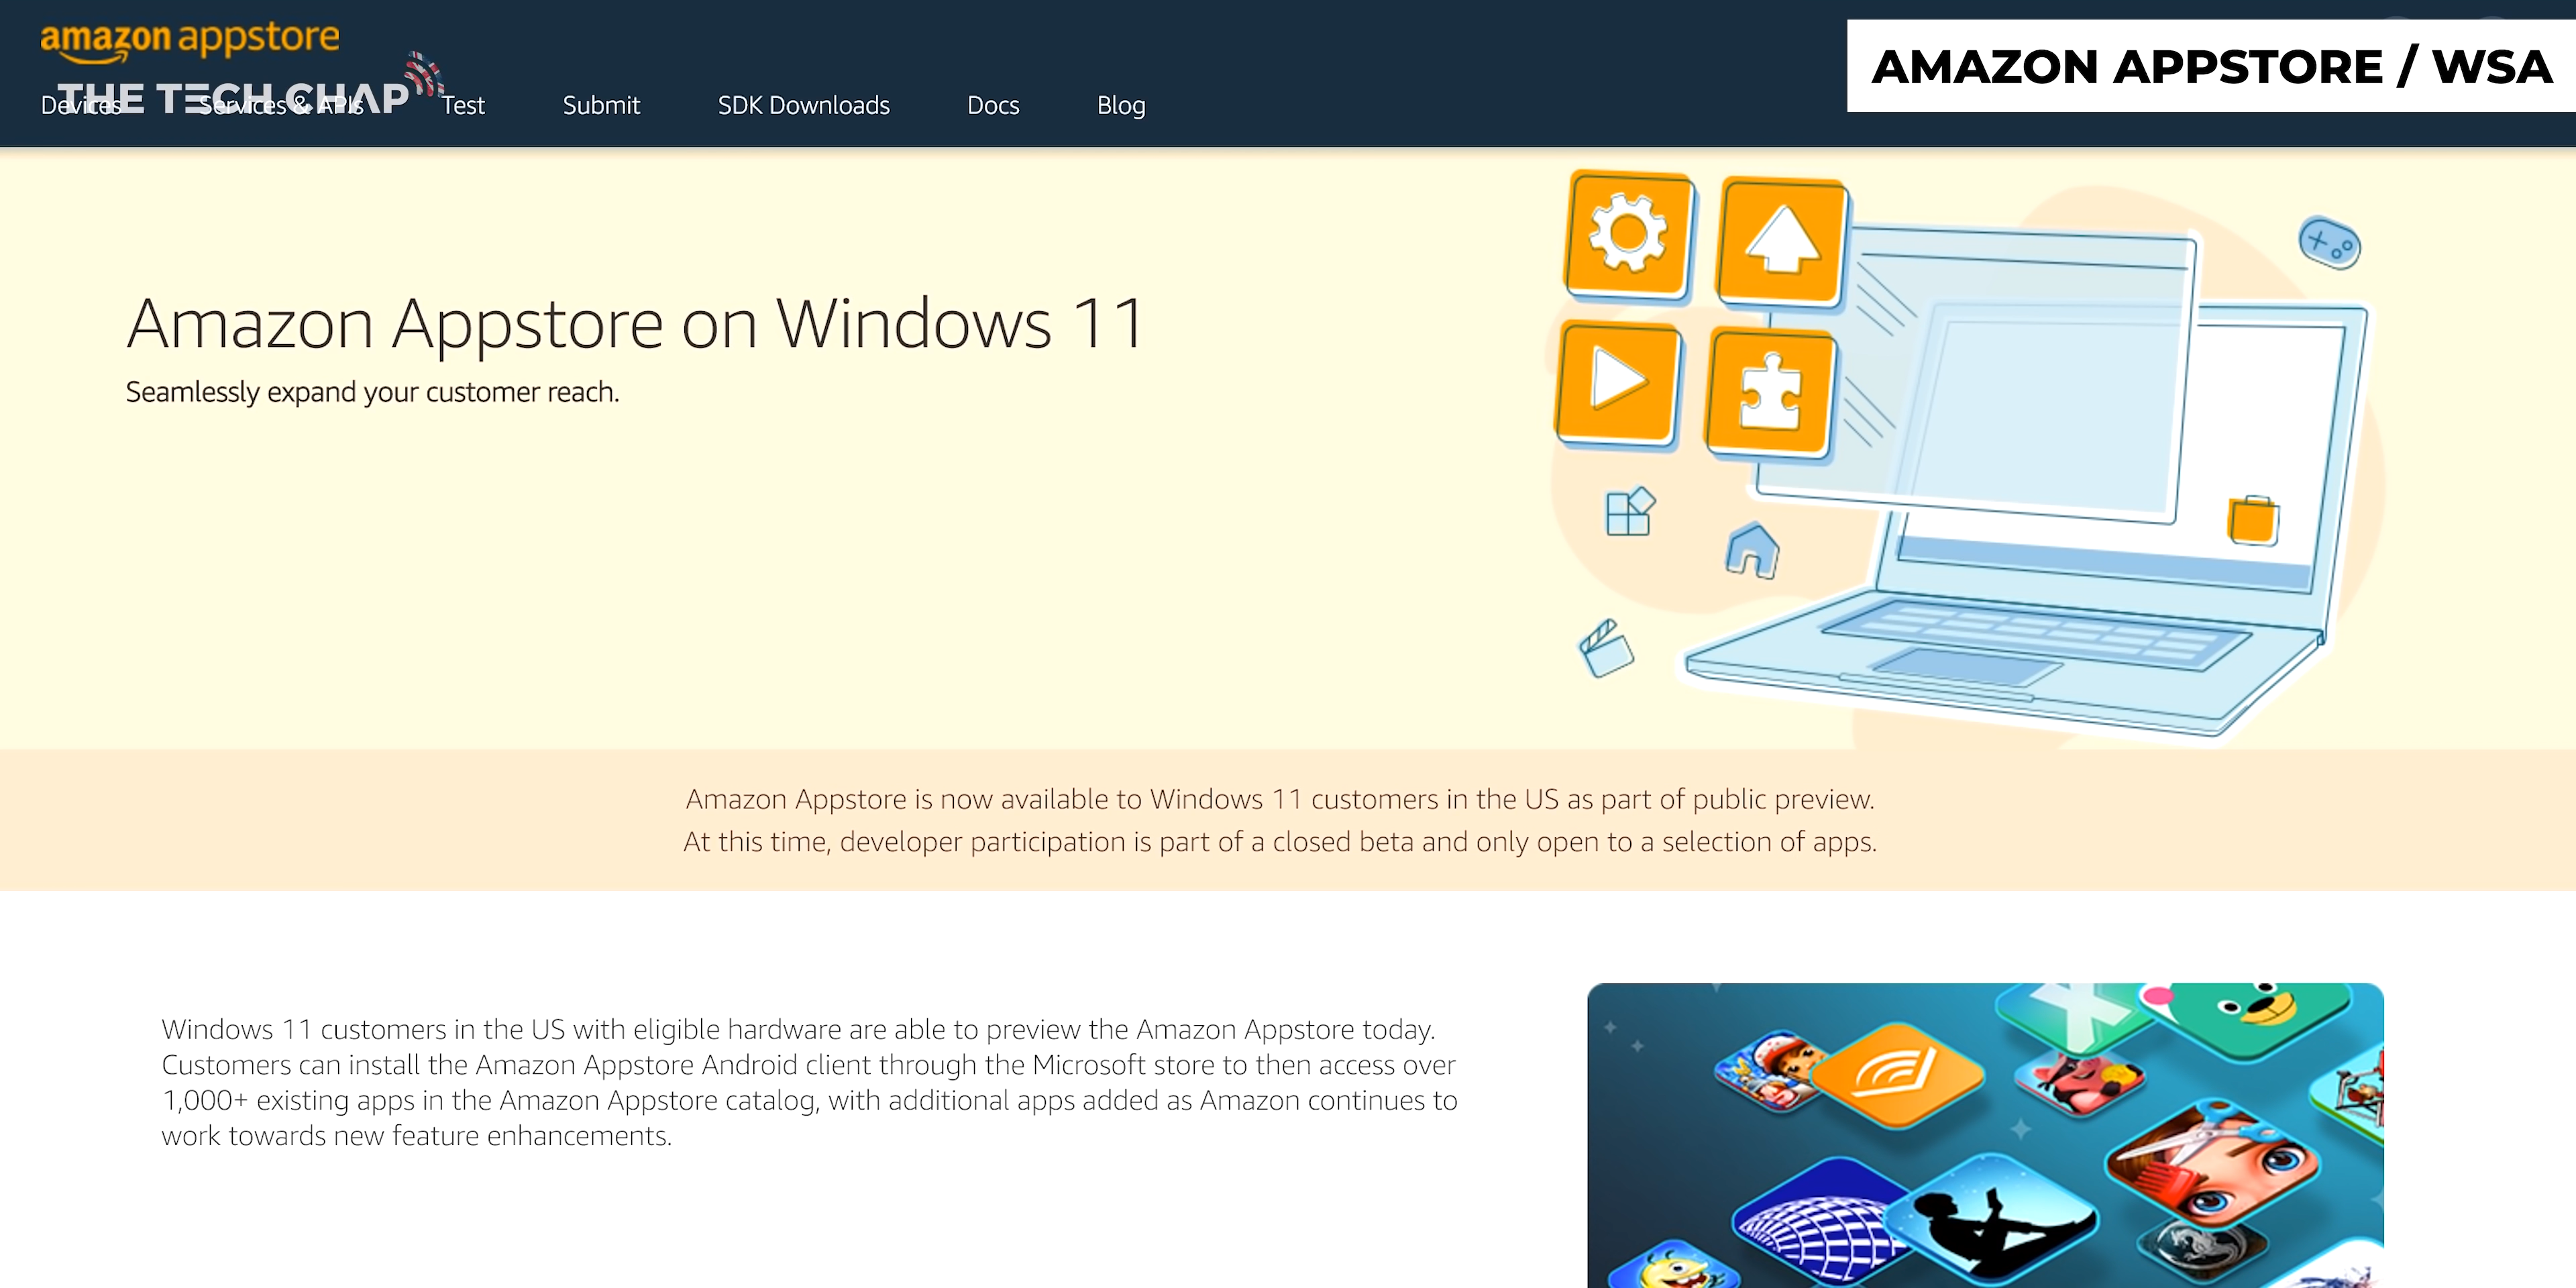 amazon appstore
THE TECH CHAP
AMAZON APPSTORE / WSA
Devices Services & APIs Test Submit SDK Downloads Docs Blog
Amazon Appstore on Windows 11
Seamlessly expand your customer reach.
Amazon Appstore is now available to Windows 11 customers in the US as part of public preview.
At this time, developer participation is part of a closed beta and only open to a selection of apps.
Windows 11 customers in the US with eligible hardware are able to preview the Amazon Appstore today.
Customers can install the Amazon Appstore Android client through the Microsoft store to then access over
1,000+ existing apps in the Amazon Appstore catalog, with additional apps added as Amazon continues to
work towards new feature enhancements.